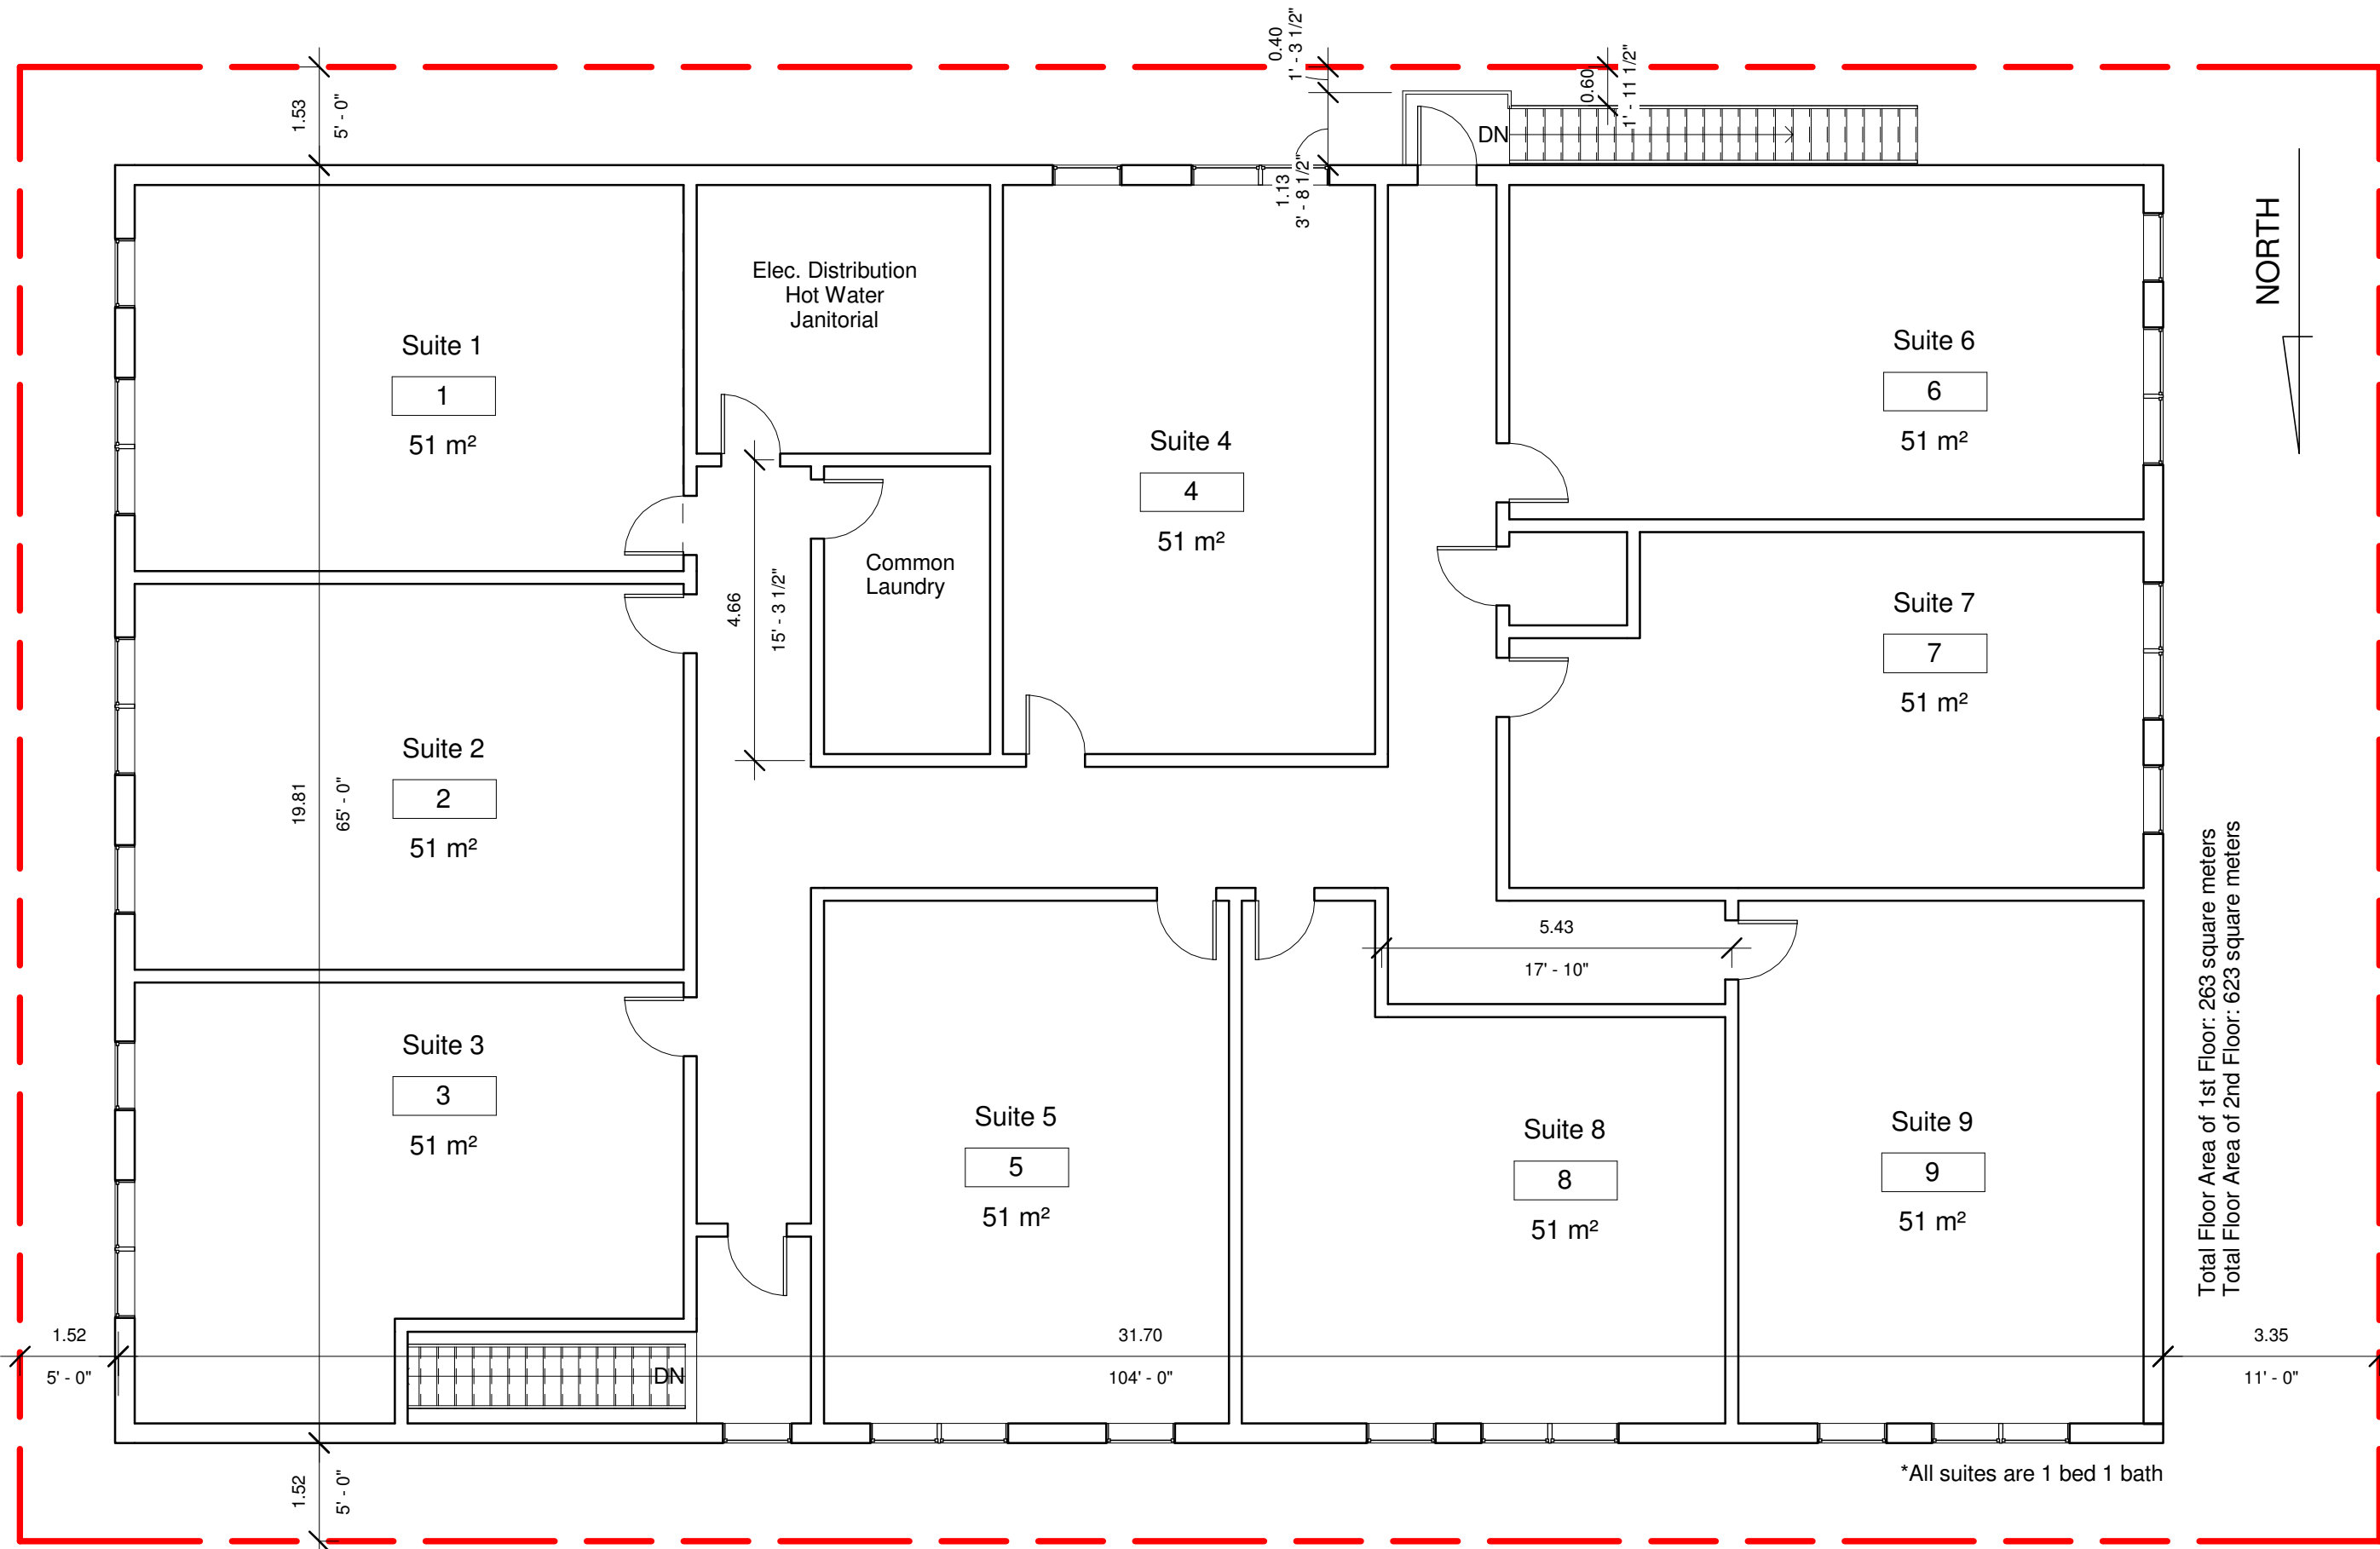 0.40
1' - 3 1/2"
0.60
1' - 11 1/2"
1.53
5' - 0"
DN
1.13
3' - 8 1/2"
NORTH
Elec. Distribution
Hot Water
Janitorial
Suite 1
1
51 m²
Suite 4
4
51 m²
Suite 6
6
51 m²
Common
Laundry
4.66
15' - 3 1/2"
Suite 7
7
51 m²
Suite 2
2
51 m²
19.81
65' - 0"
5.43
17' - 10"
Total Floor Area of 1st Floor: 263 square meters
Total Floor Area of 2nd Floor: 623 square meters
Suite 3
3
51 m²
Suite 5
5
51 m²
Suite 8
8
51 m²
Suite 9
9
51 m²
1.52
5' - 0"
DN
31.70
104' - 0"
3.35
11' - 0"
1.52
5' - 0"
*All suites are 1 bed 1 bath